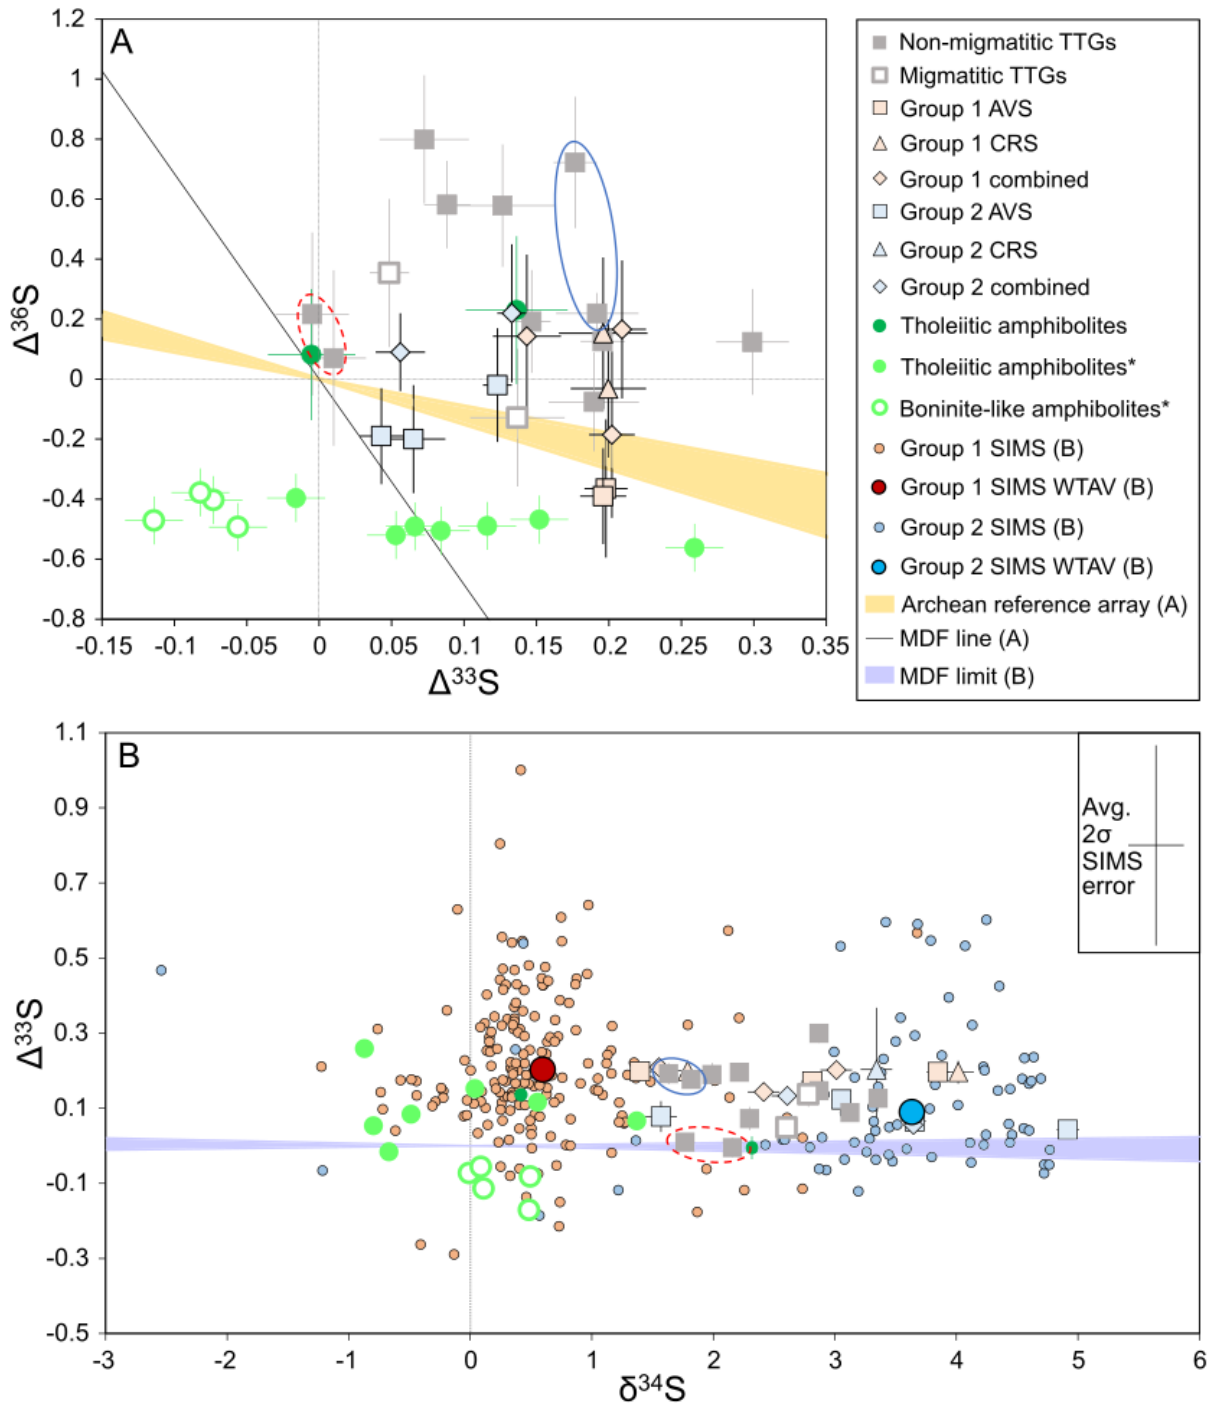 A
1.2
1
0.8
0.6
0.4
0.2
0
-0.2
-0.4
-0.6
-0.8
Δ³⁶S
-0.15 -0.1 -0.05 0 0.05 0.1 0.15 0.2 0.25 0.3 0.35
Δ³³S
Non-migmatitic TTGs
Migmatitic TTGs
Group 1 AVS
Group 1 CRS
Group 1 combined
Group 2 AVS
Group 2 CRS
Group 2 combined
Tholeiitic amphibolites
Tholeiitic amphibolites*
Boninite-like amphibolites*
Group 1 SIMS (B)
Group 1 SIMS WTAV (B)
Group 2 SIMS (B)
Group 2 SIMS WTAV (B)
Archean reference array (A)
MDF line (A)
MDF limit (B)
B
1.1
0.9
0.7
0.5
0.3
0.1
-0.1
-0.3
-0.5
Δ³³S
Avg.
2σ
SIMS
error
-3 -2 -1 0 1 2 3 4 5 6
δ³⁴S